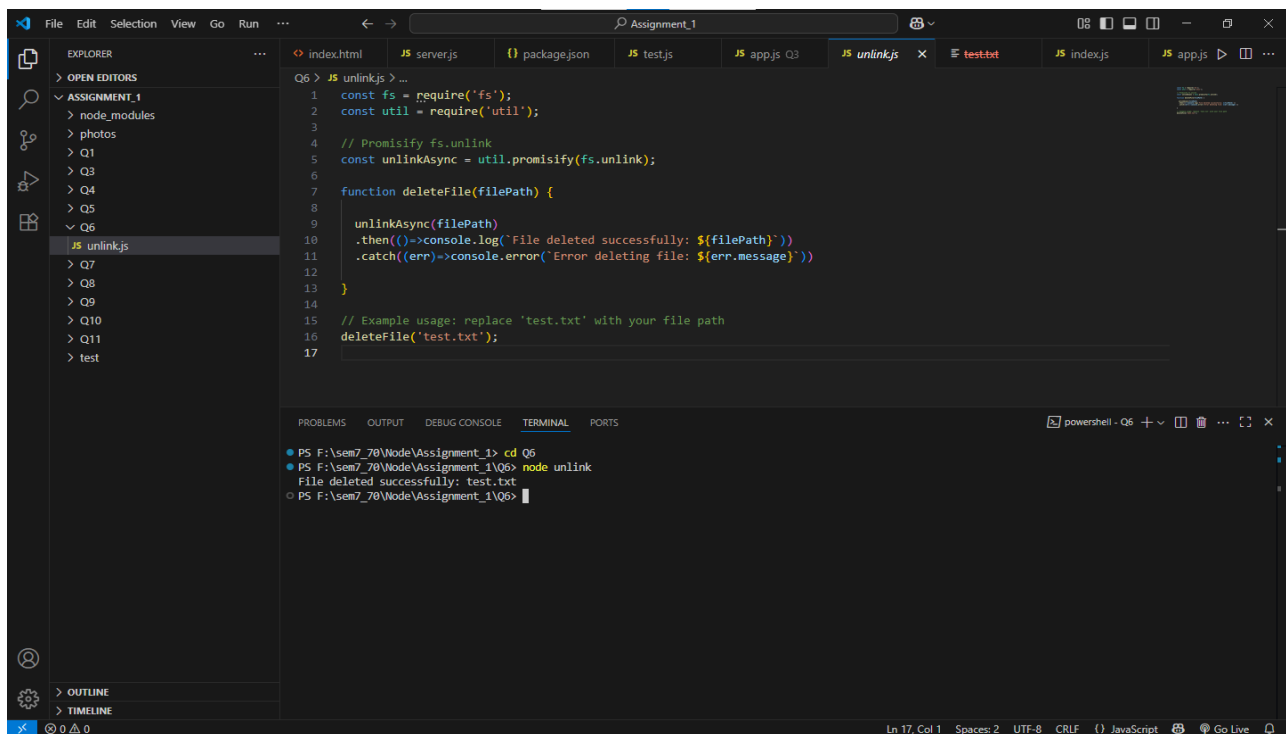 File Edit Selection View Go Run ... Assignment_1
EXPLORER ...
> OPEN EDITORS
ASSIGNMENT_1
> node_modules
> photos
> Q1
> Q3
> Q4
> Q5
Q6
JS unlink.js
> Q7
> Q8
> Q9
> Q10
> Q11
> test
> OUTLINE
> TIMELINE
<> index.html JS server.js {} package.json JS test.js JS app.js Q3 JS unlink.js × test.txt JS index.js JS app.js ...
Q6 > JS unlink.js > ...
1 const fs = require('fs');
2 const util = require('util');
3
4 // Promisify fs.unlink
5 const unlinkAsync = util.promisify(fs.unlink);
6
7 function deleteFile(filePath) {
8
9 unlinkAsync(filePath)
10 .then(()=>console.log(`File deleted successfully: ${filePath}`))
11 .catch((err)=>console.error(`Error deleting file: ${err.message}`))
12
13 }
14
15 // Example usage: replace 'test.txt' with your file path
16 deleteFile('test.txt');
17
PROBLEMS OUTPUT DEBUG CONSOLE TERMINAL PORTS powershell - Q6 + ... ×
PS F:\sem7_70\Node\Assignment_1> cd Q6
PS F:\sem7_70\Node\Assignment_1\Q6> node unlink
File deleted successfully: test.txt
PS F:\sem7_70\Node\Assignment_1\Q6>
0 0 Ln 17, Col 1 Spaces: 2 UTF-8 CRLF {} JavaScript Go Live